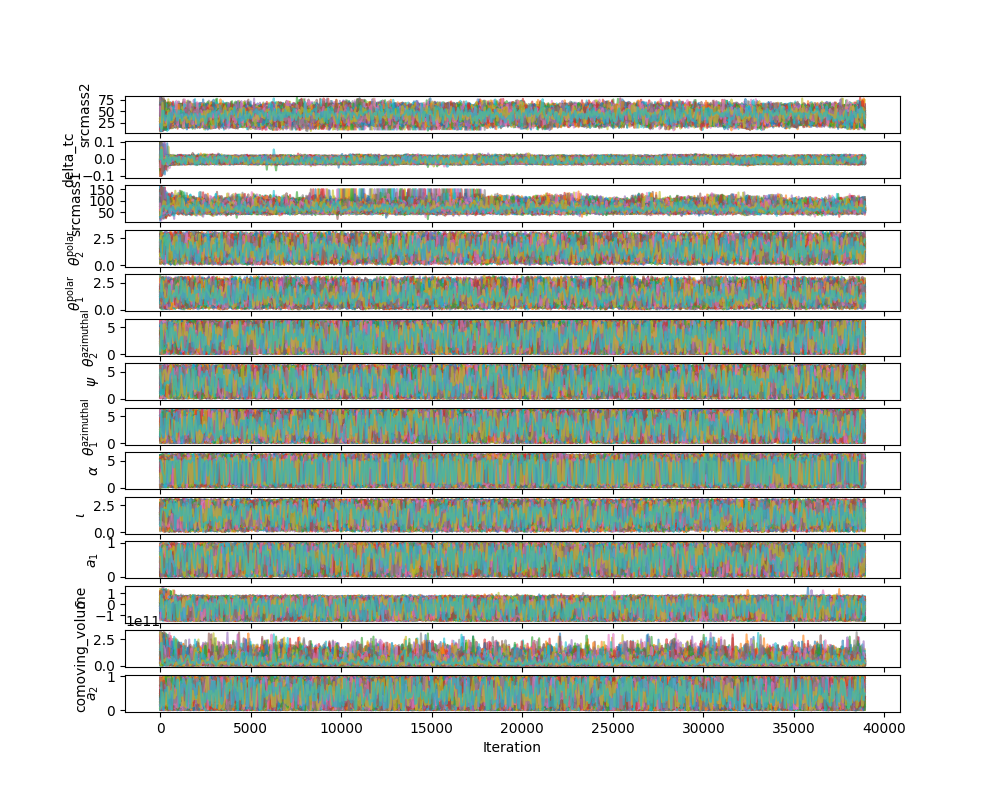 srcmass2
75
50
25
delta_tc
0.1
0.0
−0.1
srcmass1
150
100
50
θ₂^polar
2.5
0.0
θ₁^polar
2.5
0.0
θ₂^azimuthal
5
0
ψ
5
0
θ₁^azimuthal
5
0
α
5
0
ι
2.5
0.0
a₁
1
0
1
0
−1
comoving_volume
1e11
2.5
0.0
a₂
1
0
0 5000 10000 15000 20000 25000 30000 35000 40000
Iteration